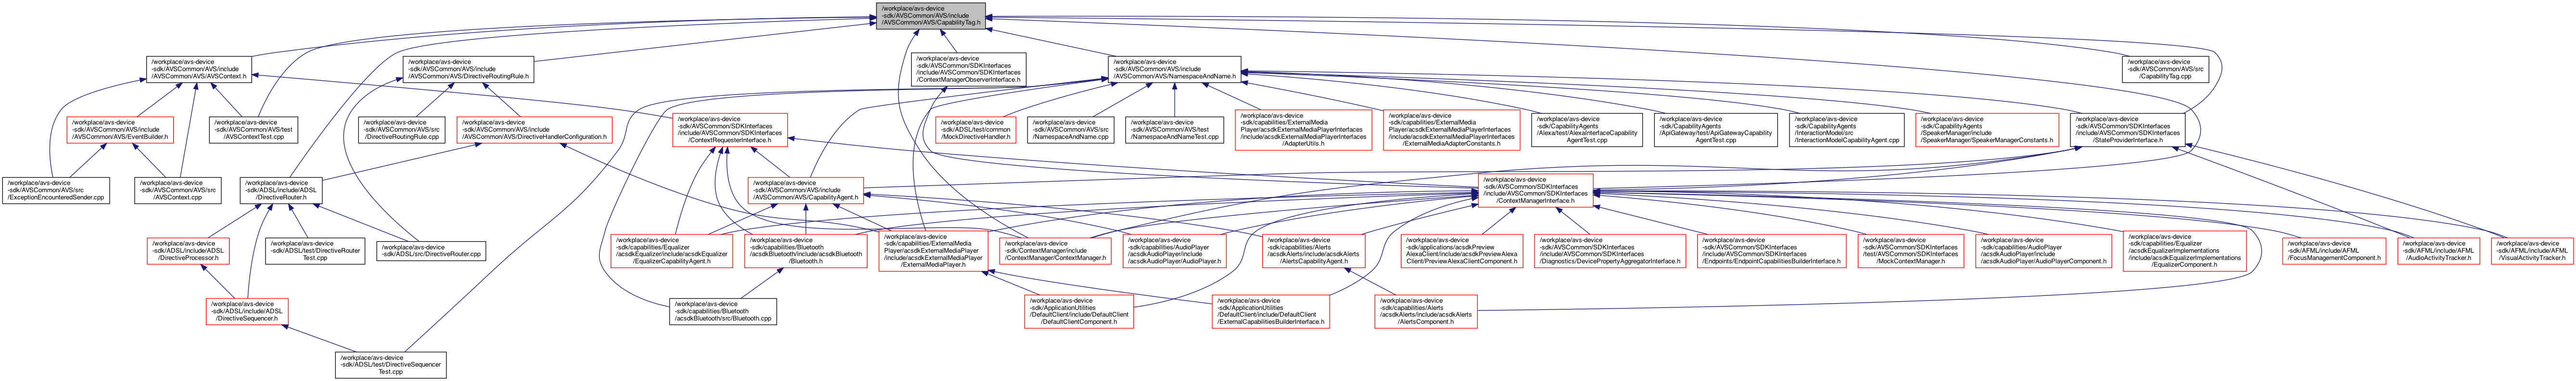 /workplace/avs-device
-sdk/AVSCommon/AVS/include
/AVSCommon/AVS/CapabilityTag.h
/workplace/avs-device
-sdk/AVSCommon/AVS/include
/AVSCommon/AVS/AVSContext.h
/workplace/avs-device
-sdk/AVSCommon/AVS/include
/AVSCommon/AVS/DirectiveRoutingRule.h
/workplace/avs-device
-sdk/AVSCommon/SDKInterfaces
/include/AVSCommon/SDKInterfaces
/ContextManagerObserverInterface.h
/workplace/avs-device
-sdk/AVSCommon/AVS/include
/AVSCommon/AVS/NamespaceAndName.h
/workplace/avs-device
-sdk/AVSCommon/AVS/src
/CapabilityTag.cpp
/workplace/avs-device
-sdk/AVSCommon/AVS/include
/AVSCommon/AVS/EventBuilder.h
/workplace/avs-device
-sdk/AVSCommon/AVS/test
/AVSContextTest.cpp
/workplace/avs-device
-sdk/AVSCommon/AVS/src
/DirectiveRoutingRule.cpp
/workplace/avs-device
-sdk/AVSCommon/AVS/include
/AVSCommon/AVS/DirectiveHandlerConfiguration.h
/workplace/avs-device
-sdk/AVSCommon/SDKInterfaces
/include/AVSCommon/SDKInterfaces
/ContextRequesterInterface.h
/workplace/avs-device
-sdk/ADSL/test/common
/MockDirectiveHandler.h
/workplace/avs-device
-sdk/AVSCommon/AVS/src
/NamespaceAndName.cpp
/workplace/avs-device
-sdk/AVSCommon/AVS/test
/NamespaceAndNameTest.cpp
/workplace/avs-device
-sdk/capabilities/ExternalMedia
Player/acsdkExternalMediaPlayerInterfaces
/include/acsdkExternalMediaPlayerInterfaces
/AdapterUtils.h
/workplace/avs-device
-sdk/capabilities/ExternalMedia
Player/acsdkExternalMediaPlayerInterfaces
/include/acsdkExternalMediaPlayerInterfaces
/ExternalMediaAdapterConstants.h
/workplace/avs-device
-sdk/CapabilityAgents
/Alexa/test/AlexaInterfaceCapability
AgentTest.cpp
/workplace/avs-device
-sdk/CapabilityAgents
/ApiGateway/test/ApiGatewayCapability
AgentTest.cpp
/workplace/avs-device
-sdk/CapabilityAgents
/InteractionModel/src
/InteractionModelCapabilityAgent.cpp
/workplace/avs-device
-sdk/CapabilityAgents
/SpeakerManager/include
/SpeakerManager/SpeakerManagerConstants.h
/workplace/avs-device
-sdk/AVSCommon/SDKInterfaces
/include/AVSCommon/SDKInterfaces
/StateProviderInterface.h
/workplace/avs-device
-sdk/AVSCommon/AVS/src
/ExceptionEncounteredSender.cpp
/workplace/avs-device
-sdk/AVSCommon/AVS/src
/AVSContext.cpp
/workplace/avs-device
-sdk/ADSL/include/ADSL
/DirectiveRouter.h
/workplace/avs-device
-sdk/AVSCommon/AVS/include
/AVSCommon/AVS/CapabilityAgent.h
/workplace/avs-device
-sdk/AVSCommon/SDKInterfaces
/include/AVSCommon/SDKInterfaces
/ContextManagerInterface.h
/workplace/avs-device
-sdk/ADSL/include/ADSL
/DirectiveProcessor.h
/workplace/avs-device
-sdk/ADSL/test/DirectiveRouter
Test.cpp
/workplace/avs-device
-sdk/ADSL/src/DirectiveRouter.cpp
/workplace/avs-device
-sdk/capabilities/Equalizer
/acsdkEqualizer/include/acsdkEqualizer
/EqualizerCapabilityAgent.h
/workplace/avs-device
-sdk/capabilities/Bluetooth
/acsdkBluetooth/include/acsdkBluetooth
/Bluetooth.h
/workplace/avs-device
-sdk/capabilities/ExternalMedia
Player/acsdkExternalMediaPlayer
/include/acsdkExternalMediaPlayer
/ExternalMediaPlayer.h
/workplace/avs-device
-sdk/ContextManager/include
/ContextManager/ContextManager.h
/workplace/avs-device
-sdk/capabilities/AudioPlayer
/acsdkAudioPlayer/include
/acsdkAudioPlayer/AudioPlayer.h
/workplace/avs-device
-sdk/capabilities/Alerts
/acsdkAlerts/include/acsdkAlerts
/AlertsCapabilityAgent.h
/workplace/avs-device
-sdk/applications/acsdkPreview
AlexaClient/include/acsdkPreviewAlexa
Client/PreviewAlexaClientComponent.h
/workplace/avs-device
-sdk/AVSCommon/SDKInterfaces
/include/AVSCommon/SDKInterfaces
/Diagnostics/DevicePropertyAggregatorInterface.h
/workplace/avs-device
-sdk/AVSCommon/SDKInterfaces
/include/AVSCommon/SDKInterfaces
/Endpoints/EndpointCapabilitiesBuilderInterface.h
/workplace/avs-device
-sdk/AVSCommon/SDKInterfaces
/test/AVSCommon/SDKInterfaces
/MockContextManager.h
/workplace/avs-device
-sdk/capabilities/AudioPlayer
/acsdkAudioPlayer/include
/acsdkAudioPlayer/AudioPlayerComponent.h
/workplace/avs-device
-sdk/capabilities/Equalizer
/acsdkEqualizerImplementations
/include/acsdkEqualizerImplementations
/EqualizerComponent.h
/workplace/avs-device
-sdk/AFML/include/AFML
/FocusManagementComponent.h
/workplace/avs-device
-sdk/AFML/include/AFML
/AudioActivityTracker.h
/workplace/avs-device
-sdk/AFML/include/AFML
/VisualActivityTracker.h
/workplace/avs-device
-sdk/ADSL/include/ADSL
/DirectiveSequencer.h
/workplace/avs-device
-sdk/capabilities/Bluetooth
/acsdkBluetooth/src/Bluetooth.cpp
/workplace/avs-device
-sdk/ApplicationUtilities
/DefaultClient/include/DefaultClient
/DefaultClientComponent.h
/workplace/avs-device
-sdk/ApplicationUtilities
/DefaultClient/include/DefaultClient
/ExternalCapabilitiesBuilderInterface.h
/workplace/avs-device
-sdk/capabilities/Alerts
/acsdkAlerts/include/acsdkAlerts
/AlertsComponent.h
/workplace/avs-device
-sdk/ADSL/test/DirectiveSequencer
Test.cpp